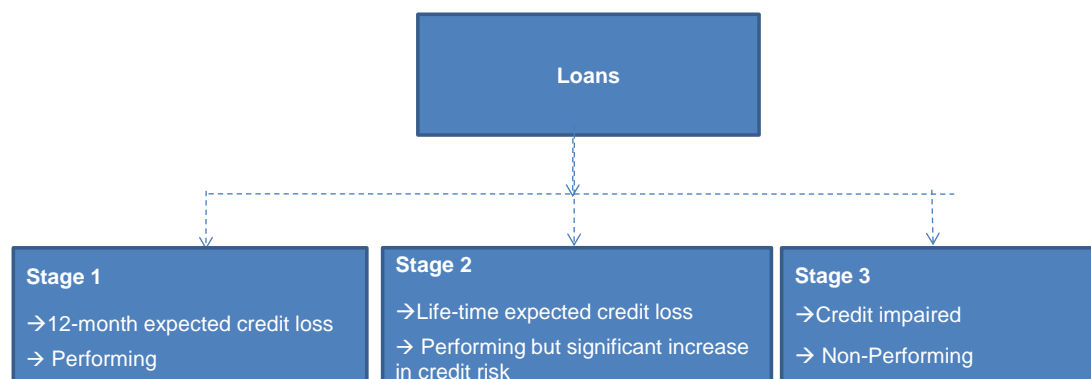 Loans
Stage 1
→12-month expected credit loss
→ Performing
Stage 2
→Life-time expected credit loss
→ Performing but significant increase
in credit risk
Stage 3
→Credit impaired
→ Non-Performing